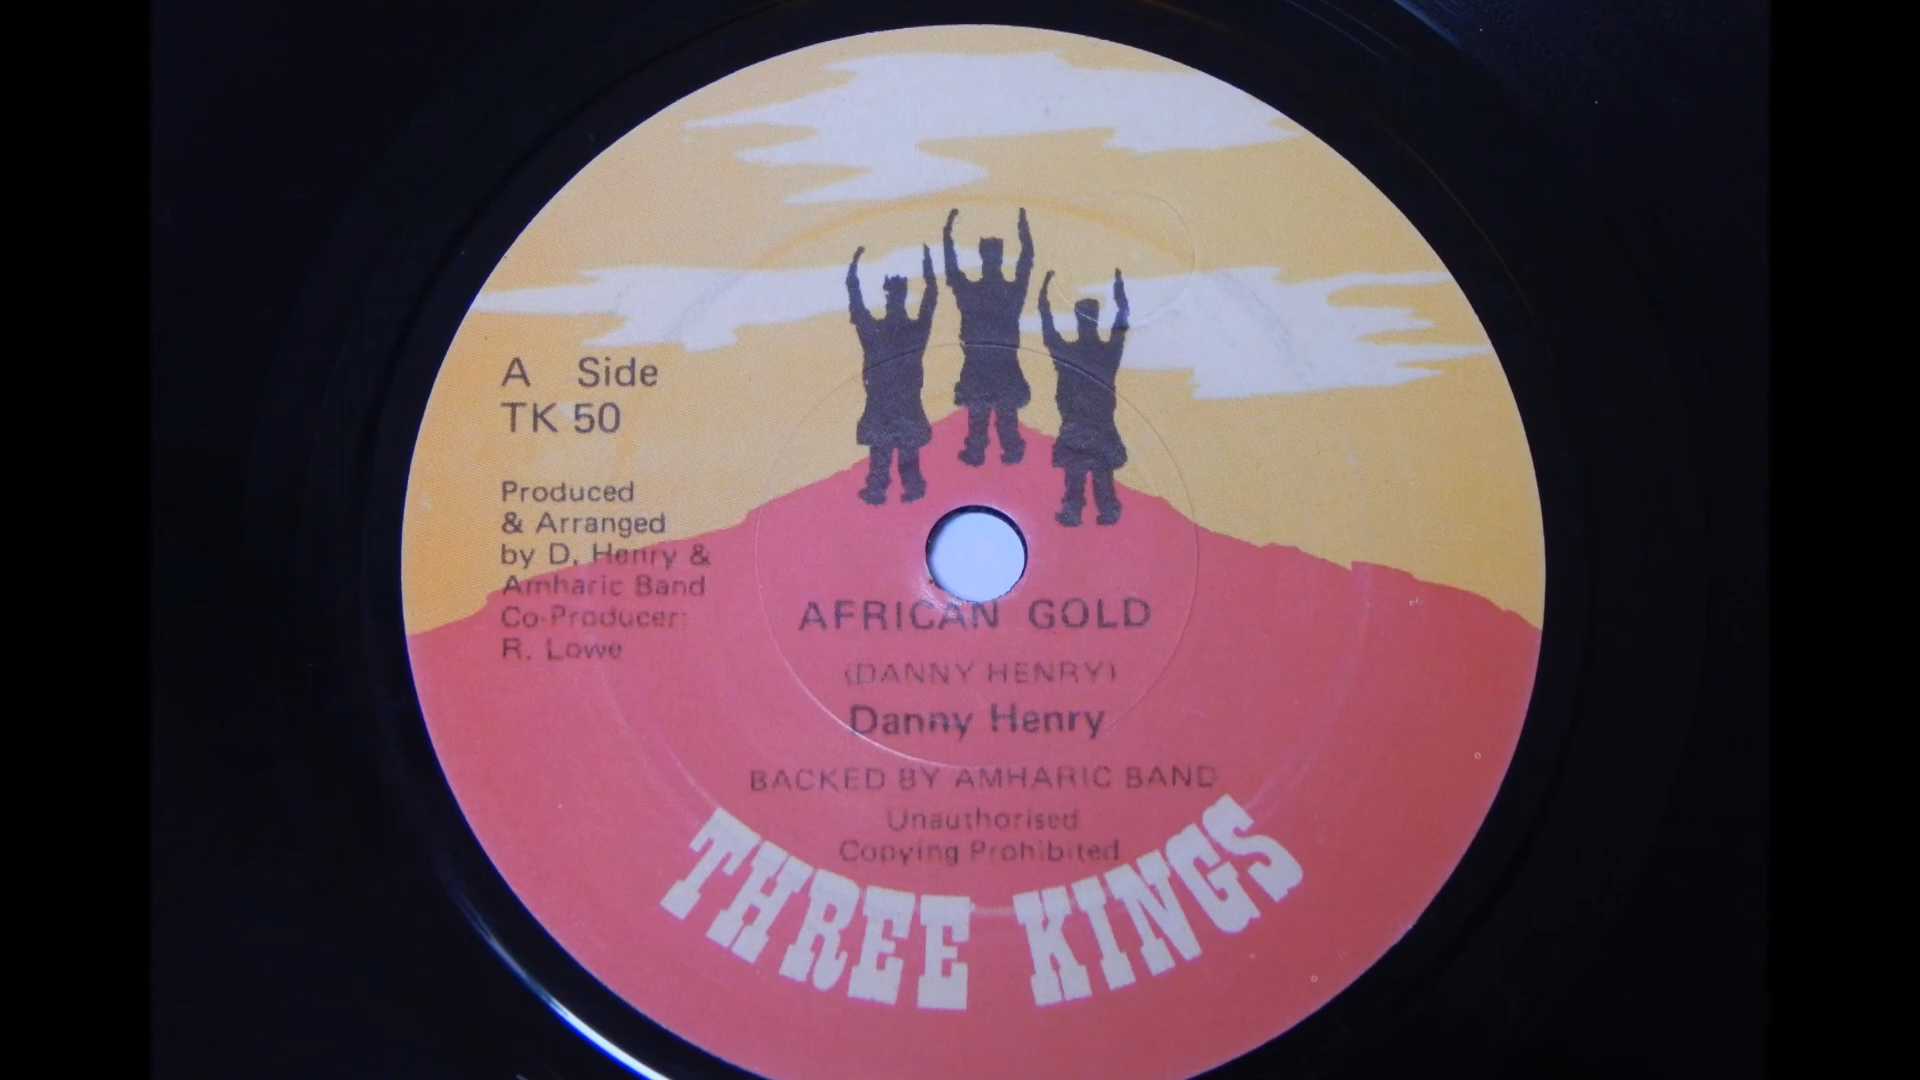 A Side
TK 50
Produced
& Arranged
by D. Henry &
Amharic Band
Co-Producer:
R. Lowe
AFRICAN GOLD
(DANNY HENRY)
Danny Henry
BACKED BY AMHARIC BAND
Unauthorised
Copying Prohibited
THREE KINGS